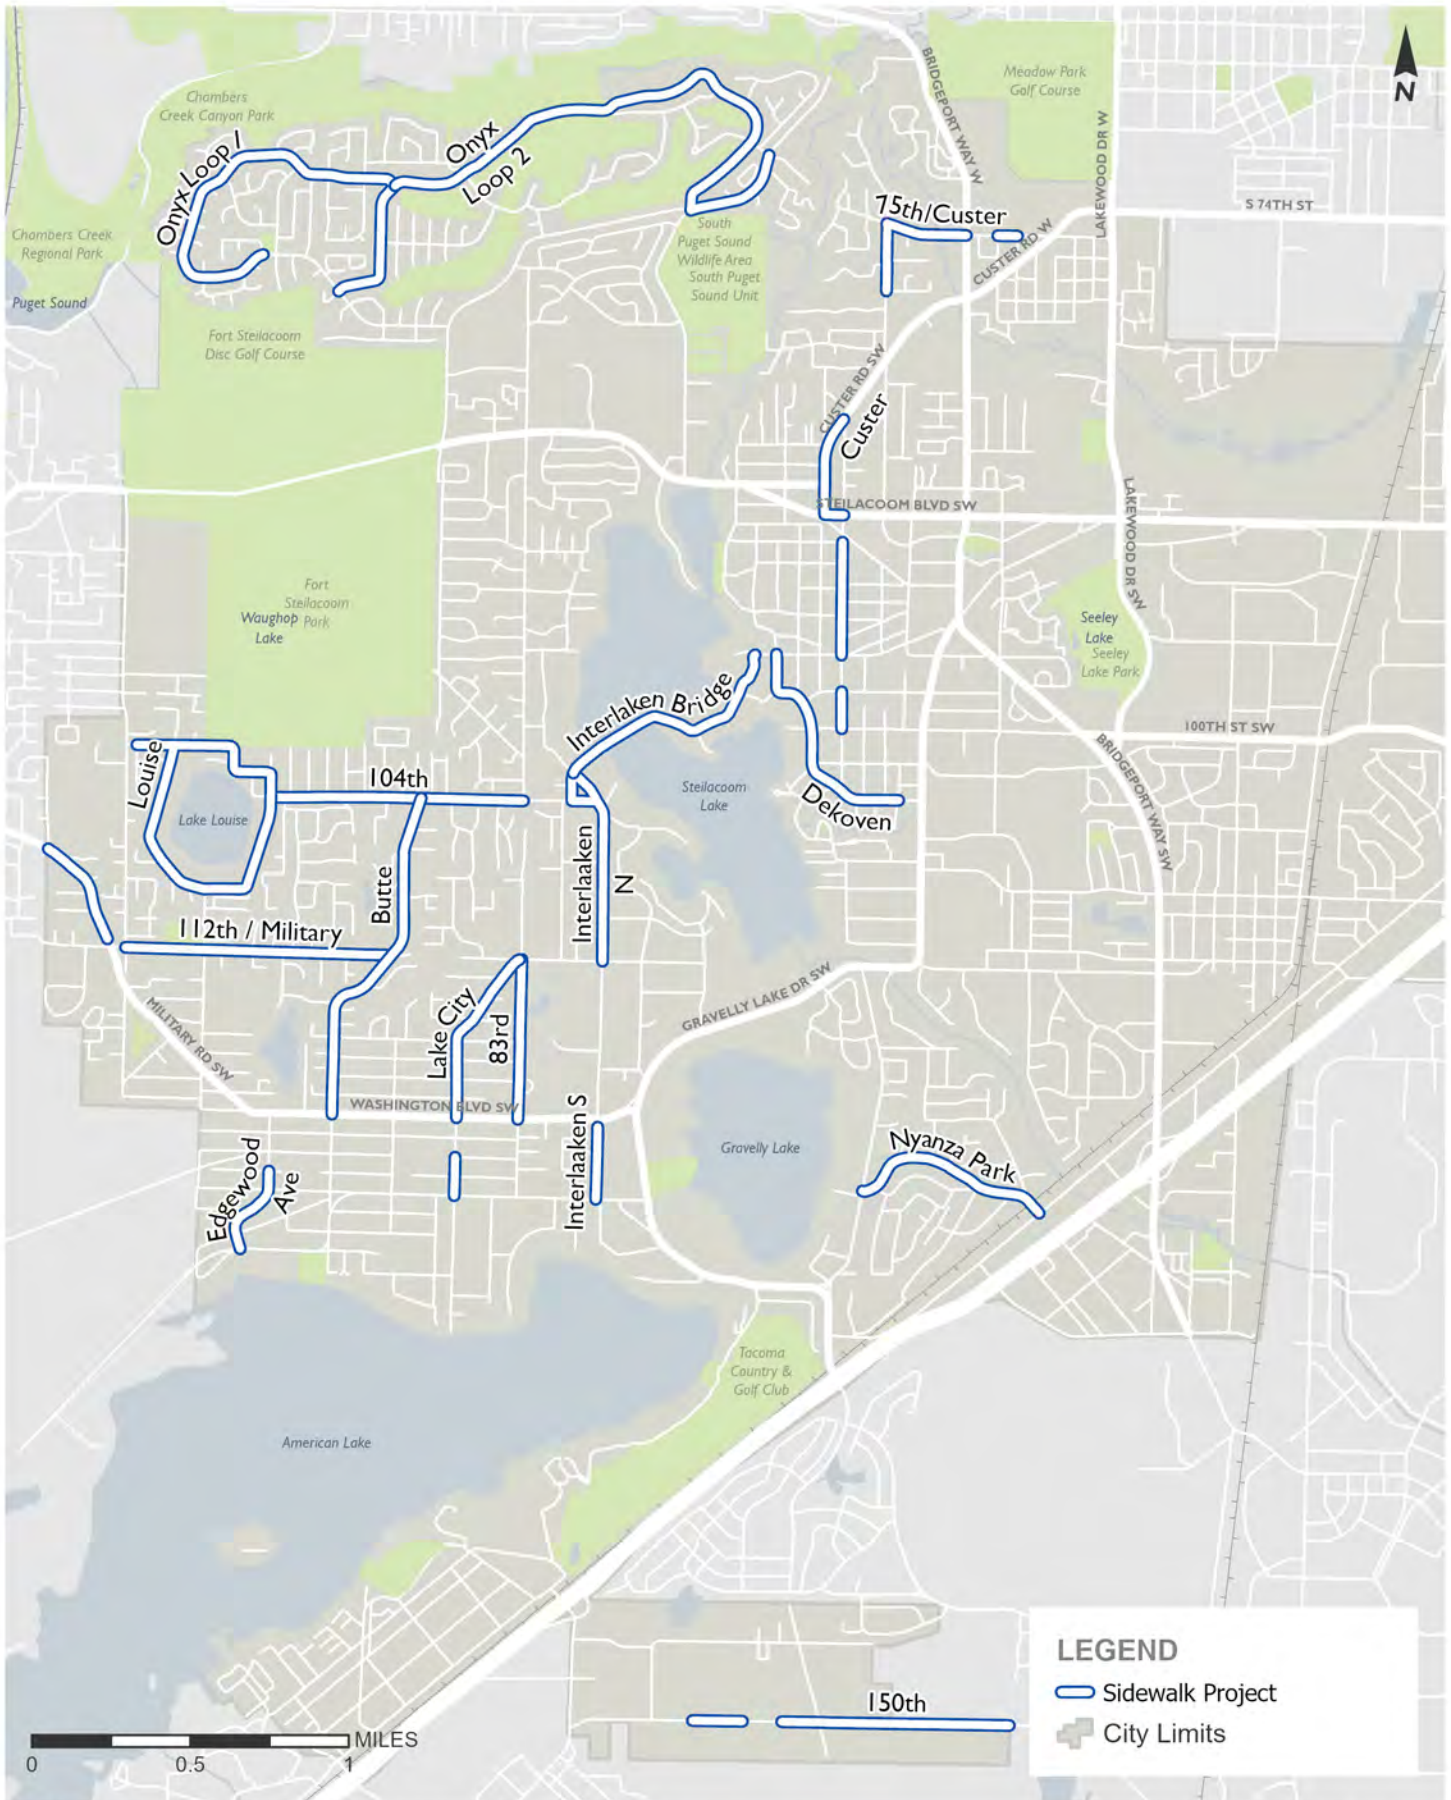 N
Meadow Park
Golf Course
BRIDGEPORT WAY W
LAKEWOOD DR W
Chambers
Creek Canyon Park
Onyx Loop 1
Onyx
Loop 2
75th/Custer
S 74TH ST
CUSTER RD W
Chambers Creek
Regional Park
Puget Sound
South
Puget Sound
Wildlife Area
South Puget
Sound Unit
Fort Steilacoom
Disc Golf Course
CUSTER RD SW
Custer
STEILACOOM BLVD SW
LAKEWOOD DR SW
Fort
Steilacoom
Park
Waughop
Lake
Seeley
Lake
Seeley
Lake Park
Interlaken Bridge
100TH ST SW
BRIDGEPORT WAY SW
Louise
104th
Lake Louise
Steilacoom
Lake
Dekoven
Butte
Interlaaken
N
112th / Military
Lake City
83rd
GRAVELLY LAKE DR SW
MILITARY RD SW
WASHINGTON BLVD SW
Interlaaken S
Gravelly Lake
Nyanza Park
Edgewood
Ave
Tacoma
Country &
Golf Club
American Lake
150th
LEGEND
Sidewalk Project
City Limits
MILES
0 0.5 1